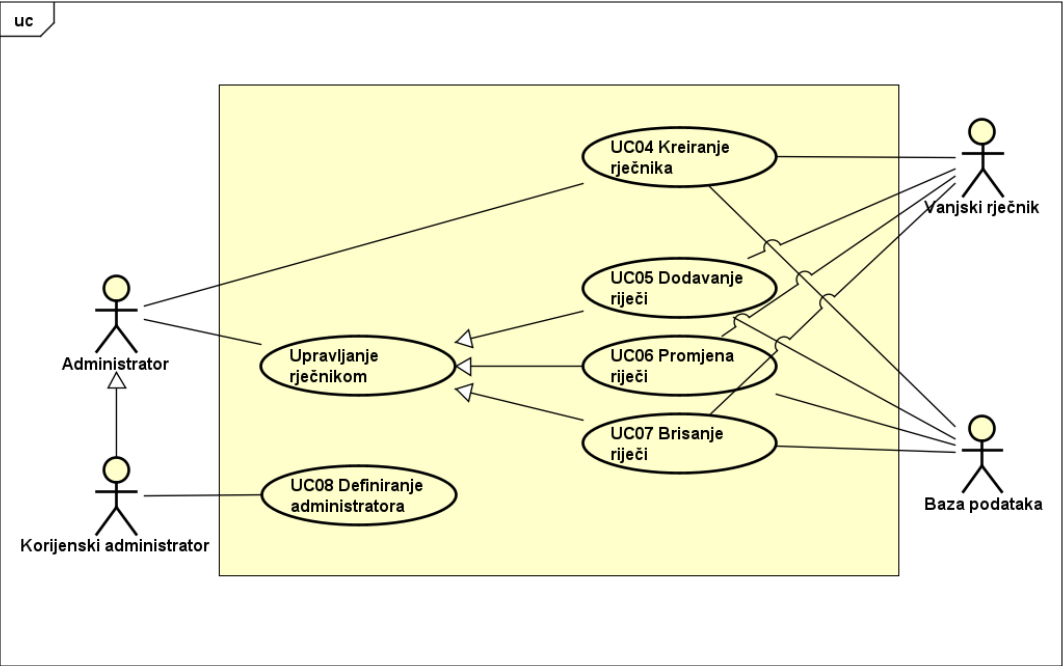 uc
UC04 Kreiranje
rječnika
Vanjski rječnik
UC05 Dodavanje
riječi
Administrator
Upravljanje
rječnikom
UC06 Promjena
riječi
UC07 Brisanje
riječi
UC08 Definiranje
administratora
Baza podataka
Korijenski administrator